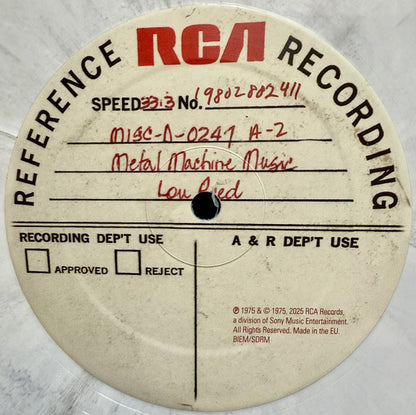 REFERENCE RCA RECORDING
SPEED 33.3 No. 19802882411
MISC-D-0247 A-2
Metal Machine Music
Lou Reed
RECORDING DEP'T USE
A & R DEP'T USE
APPROVED REJECT
℗ 1975 & © 1975, 2025 RCA Records,
a division of Sony Music Entertainment.
All Rights Reserved. Made in the EU.
BIEM/SDRM